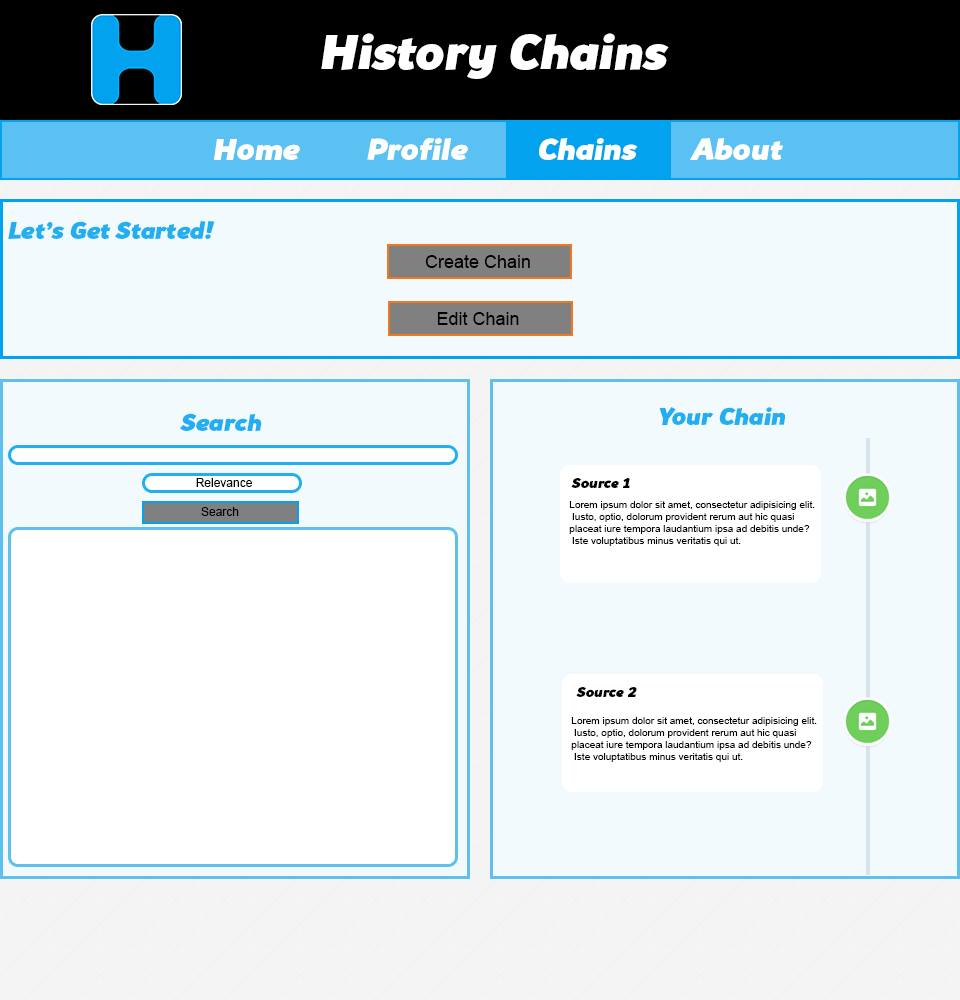 H
History Chains
Home Profile Chains About
Let's Get Started!
Create Chain
Edit Chain
Search
Relevance
Search
Your Chain
Source 1
Lorem ipsum dolor sit amet, consectetur adipisicing elit.
Iusto, optio, dolorum provident rerum aut hic quasi
placeat iure tempora laudantium ipsa ad debitis unde?
Iste voluptatibus minus veritatis qui ut.
Source 2
Lorem ipsum dolor sit amet, consectetur adipisicing elit.
Iusto, optio, dolorum provident rerum aut hic quasi
placeat iure tempora laudantium ipsa ad debitis unde?
Iste voluptatibus minus veritatis qui ut.